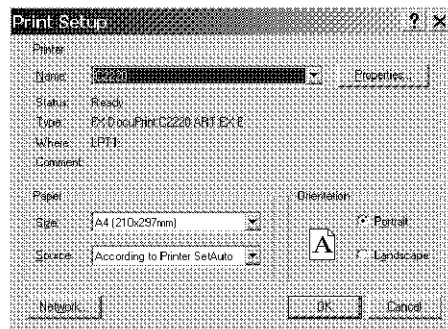 Print Setup
Printer
Name: C2220 Properties...
Status: Ready
Type: FX DocuPrint C2220 ART EX E
Where: LPT1:
Comment:
Paper Orientation
Size: A4 (210x297mm) Portrait
A
Source: According to Printer SetAuto Landscape
Network... OK Cancel